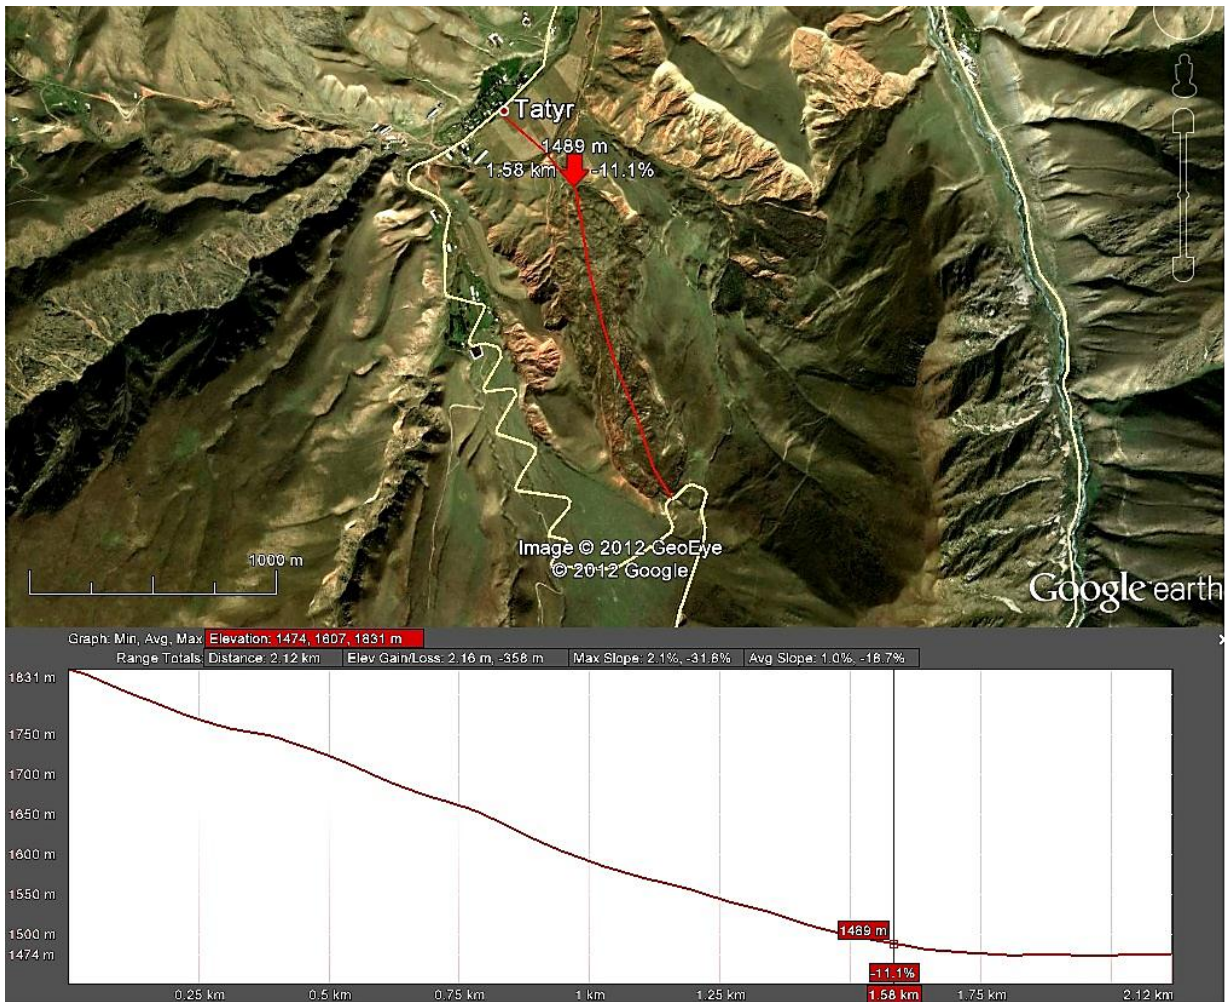 Tatyr
1489 m
1.58 km -11.1%
1000 m
Image © 2012 GeoEye
© 2012 Google
Google earth
Graph: Min, Avg, Max Elevation: 1474, 1607, 1831 m
Range Totals: Distance: 2.12 km Elev Gain/Loss: 2.16 m, -358 m Max Slope: 2.1%, -31.8% Avg Slope: 1.0%, -18.7%
1831 m
1750 m
1700 m
1650 m
1600 m
1550 m
1500 m
1489 m
1474 m
-11.1%
0.25 km 0.5 km 0.75 km 1 km 1.25 km 1.58 km 1.75 km 2.12 km